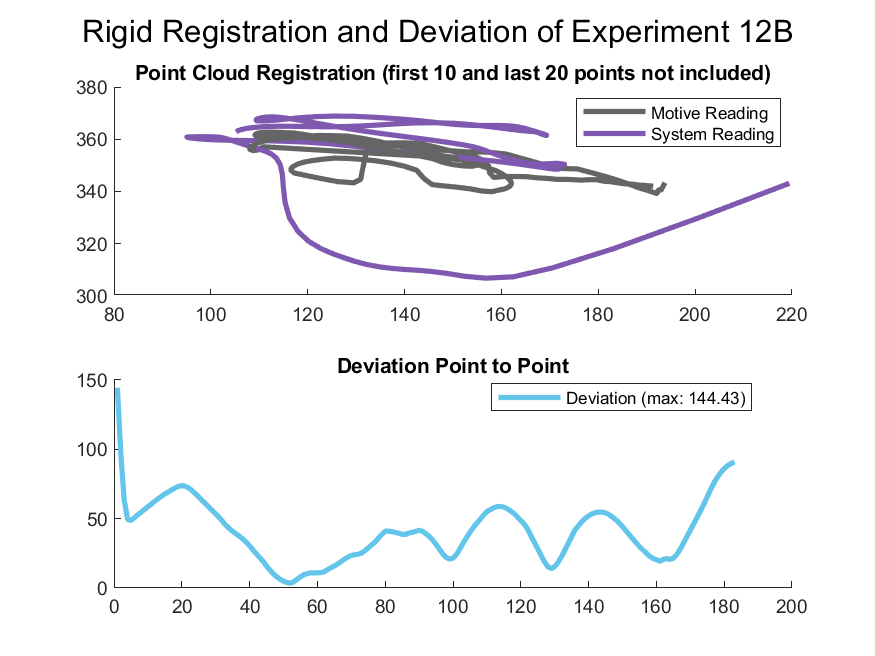 Rigid Registration and Deviation of Experiment 12B
Point Cloud Registration (first 10 and last 20 points not included)
380
360
340
320
300
Motive Reading
System Reading
80 100 120 140 160 180 200 220
Deviation Point to Point
150
100
50
0
Deviation (max: 144.43)
0 20 40 60 80 100 120 140 160 180 200